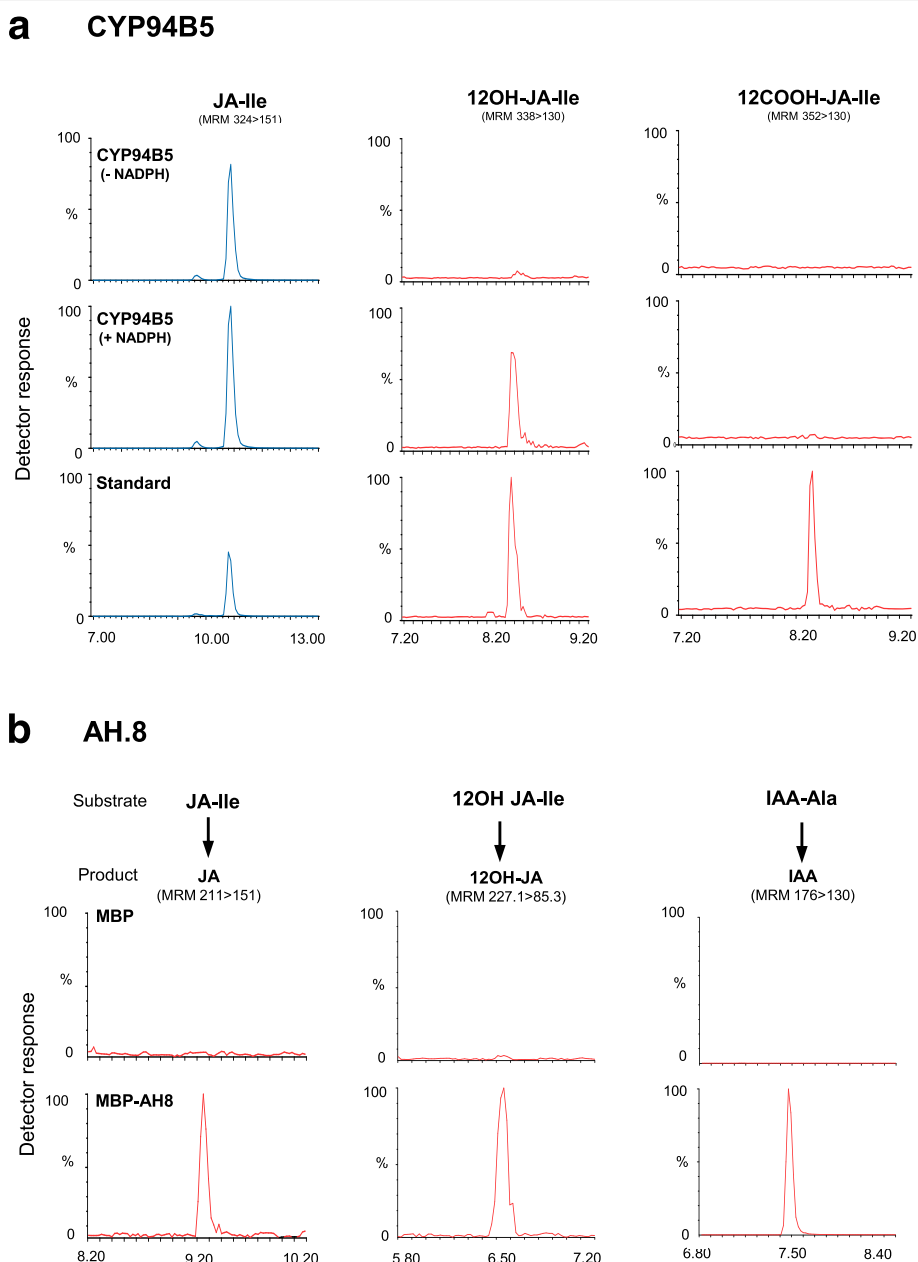 a CYP94B5
JA-Ile 12OH-JA-Ile 12COOH-JA-Ile
(MRM 324>151) (MRM 338>130) (MRM 352>130)
100 100 100
CYP94B5
(- NADPH)
% % %
0 0 0
100 100 100
CYP94B5
(+ NADPH)
% % %
0 0 0
100 100 100
Standard
% % %
0 0 0
7.00 10.00 13.00 7.20 8.20 9.20 7.20 8.20 9.20
Detector response
b AH.8
Substrate JA-Ile 12OH JA-Ile IAA-Ala
Product JA 12OH-JA IAA
(MRM 211>151) (MRM 227.1>85.3) (MRM 176>130)
100 MBP 100 100
% % %
0 0 0
100 MBP-AH8 100 100
% % %
0 0 0
8.20 9.20 10.20 5.80 6.50 7.20 6.80 7.50 8.40
Detector response